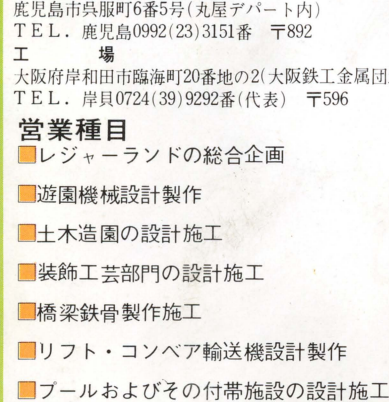 鹿児島市呉服町6番5号(丸屋デパート内)
TEL. 鹿児島0992(23)3151番 〒892
工 場
大阪府岸和田市臨海町20番地の2(大阪鉄工金属団
TEL. 岸貝0724(39)9292番(代表) 〒596
営業種目
レジャーランドの総合企画
遊園機械設計製作
土木造園の設計施工
装飾工芸部門の設計施工
橋梁鉄骨製作施工
リフト・コンベア輸送機設計製作
プールおよびその付帯施設の設計施工